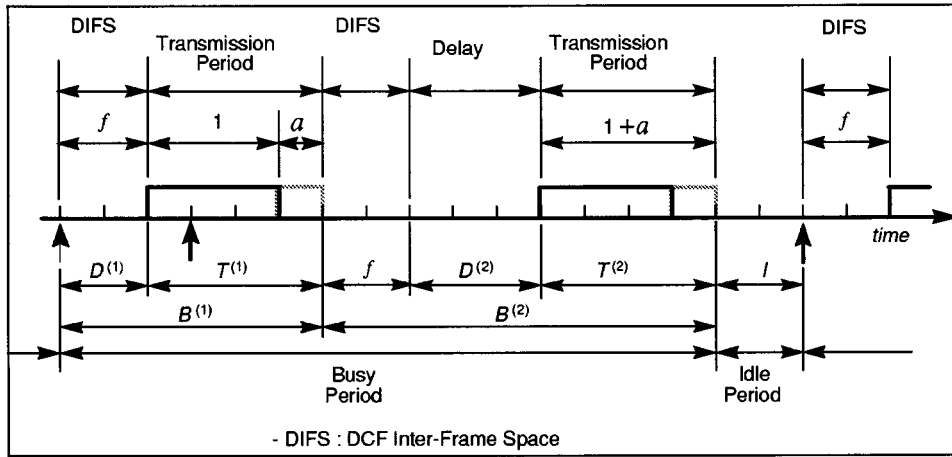 DIFS DIFS DIFS
Transmission Period Delay Transmission Period
f 1 a 1+a f
time
D(1) T(1) f D(2) T(2) I
B(1) B(2)
Busy Period Idle Period
- DIFS : DCF Inter-Frame Space